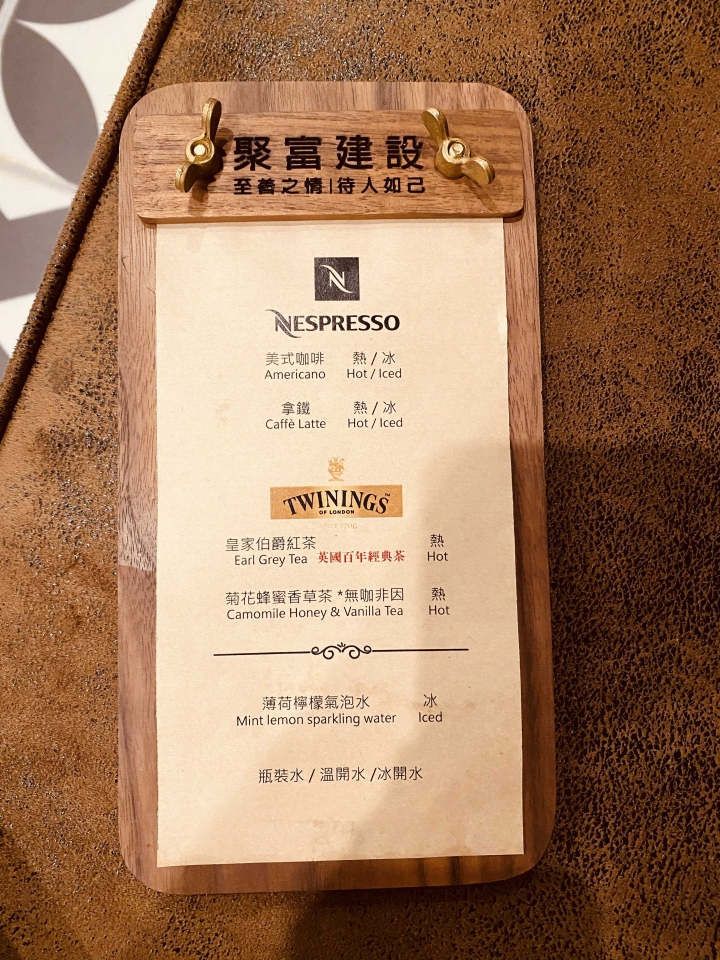 聚富建設
至善之情|待人如己
N
NESPRESSO
美式咖啡 熱 / 冰
Americano Hot / Iced
拿鐵 熱 / 冰
Caffè Latte Hot / Iced
TWININGS™
OF LONDON
SINCE 1706
皇家伯爵紅茶 熱
Earl Grey Tea 英國百年經典茶 Hot
菊花蜂蜜香草茶 *無咖非因 熱
Camomile Honey & Vanilla Tea Hot
薄荷檸檬氣泡水 冰
Mint lemon sparkling water Iced
瓶裝水 / 溫開水 /冰開水